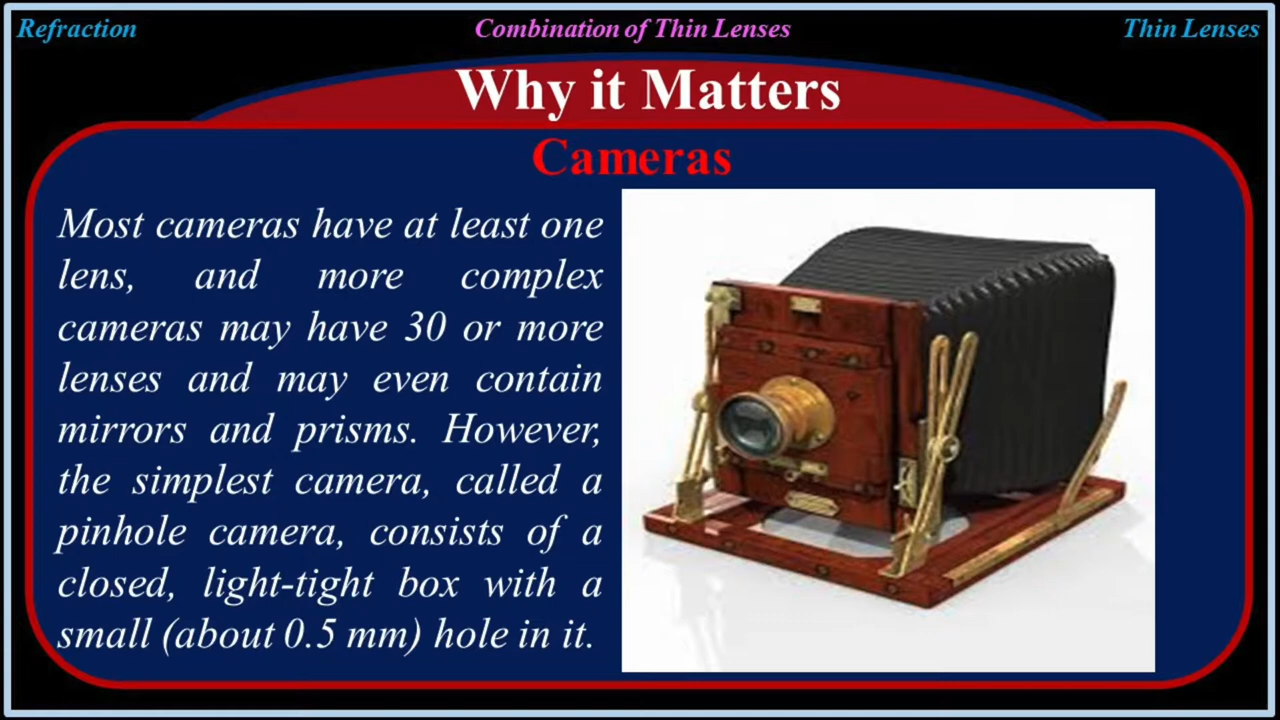 Refraction
Combination of Thin Lenses
Thin Lenses
Why it Matters
Cameras
Most cameras have at least one
lens, and more complex
cameras may have 30 or more
lenses and may even contain
mirrors and prisms. However,
the simplest camera, called a
pinhole camera, consists of a
closed, light-tight box with a
small (about 0.5 mm) hole in it.